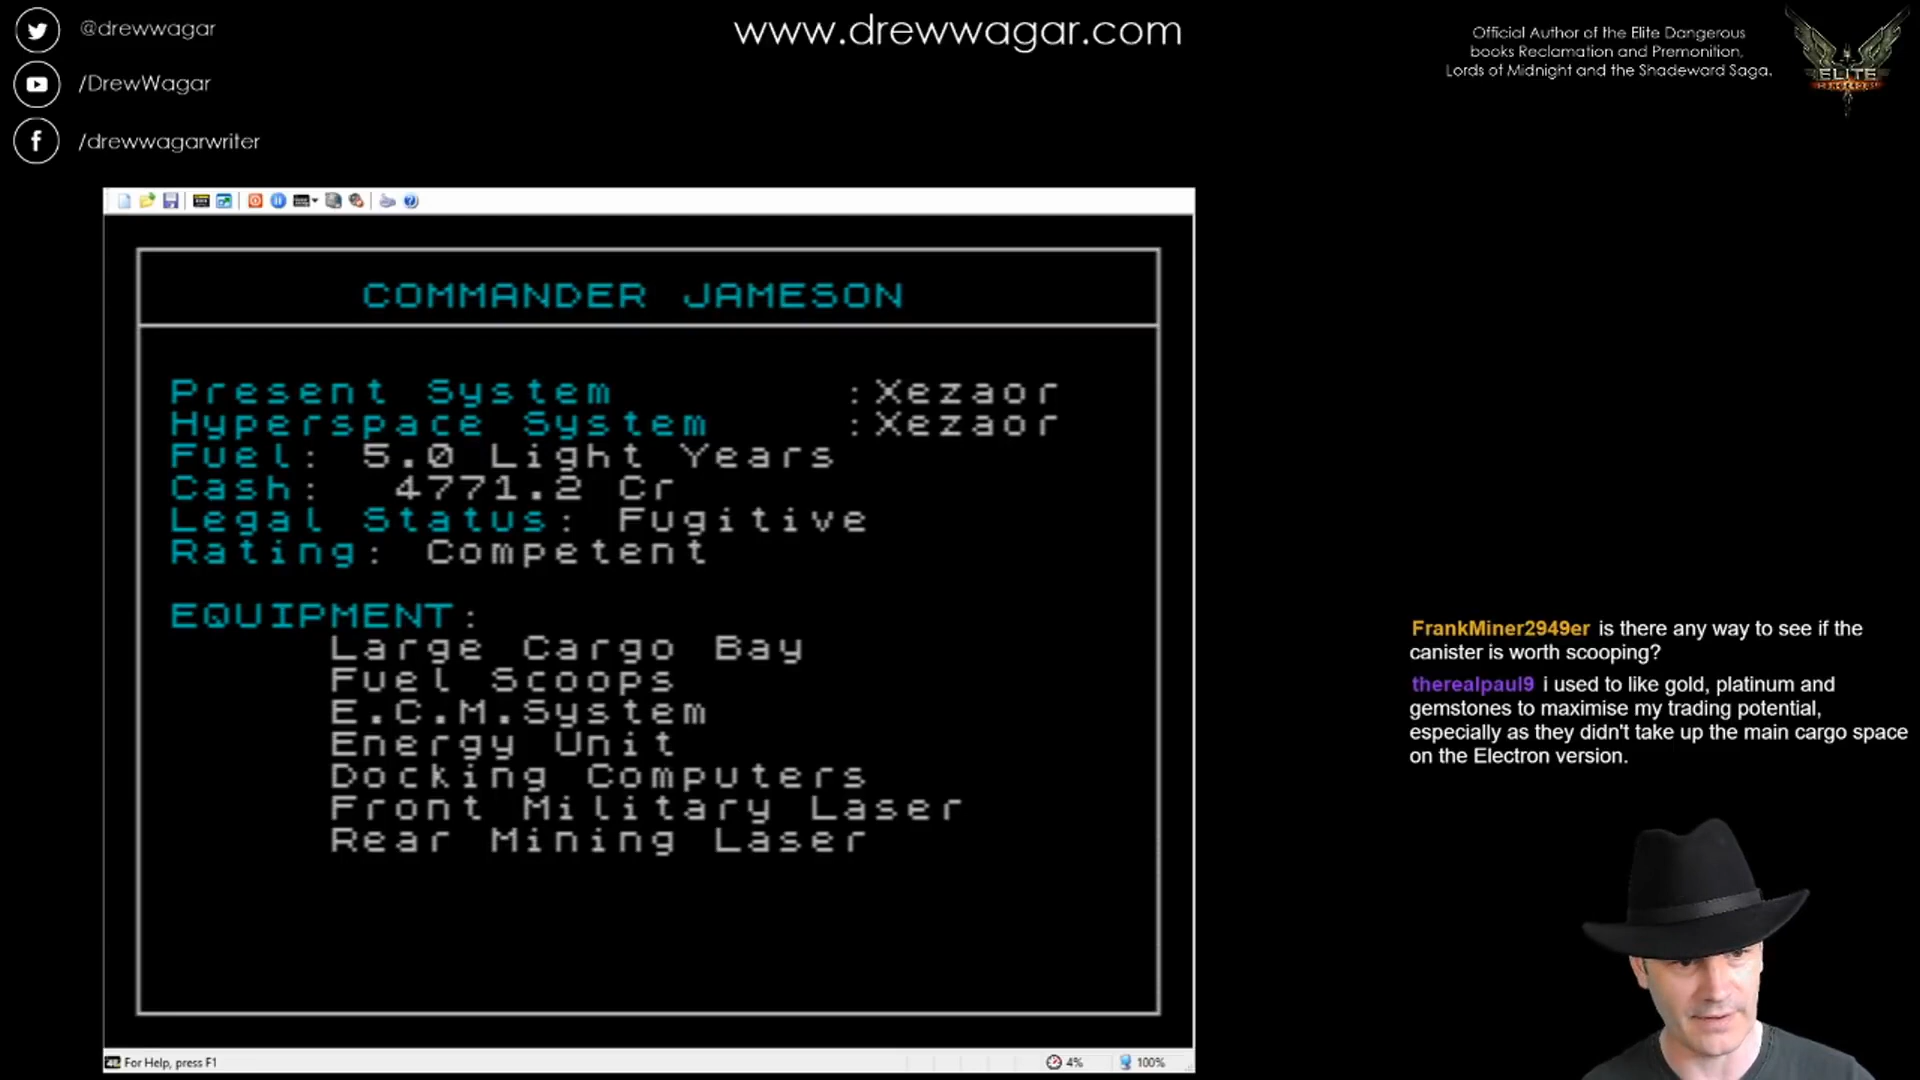 @drewwagar
/DrewWagar
/drewwagarwriter
www.drewwagar.com
Official Author of the Elite Dangerous
books Reclamation and Premonition,
Lords of Midnight and the Shadeward Saga.
ELITE
DANGEROUS
COMMANDER JAMESON
Present System :Xezaor
Hyperspace System :Xezaor
Fuel: 5.0 Light Years
Cash: 4771.2 Cr
Legal Status: Fugitive
Rating: Competent
EQUIPMENT:
Large Cargo Bay
Fuel Scoops
E.C.M.System
Energy Unit
Docking Computers
Front Military Laser
Rear Mining Laser
For Help, press F1
4%
100%
FrankMiner2949er is there any way to see if the
canister is worth scooping?
therealpaul9 i used to like gold, platinum and
gemstones to maximise my trading potential,
especially as they didn't take up the main cargo space
on the Electron version.